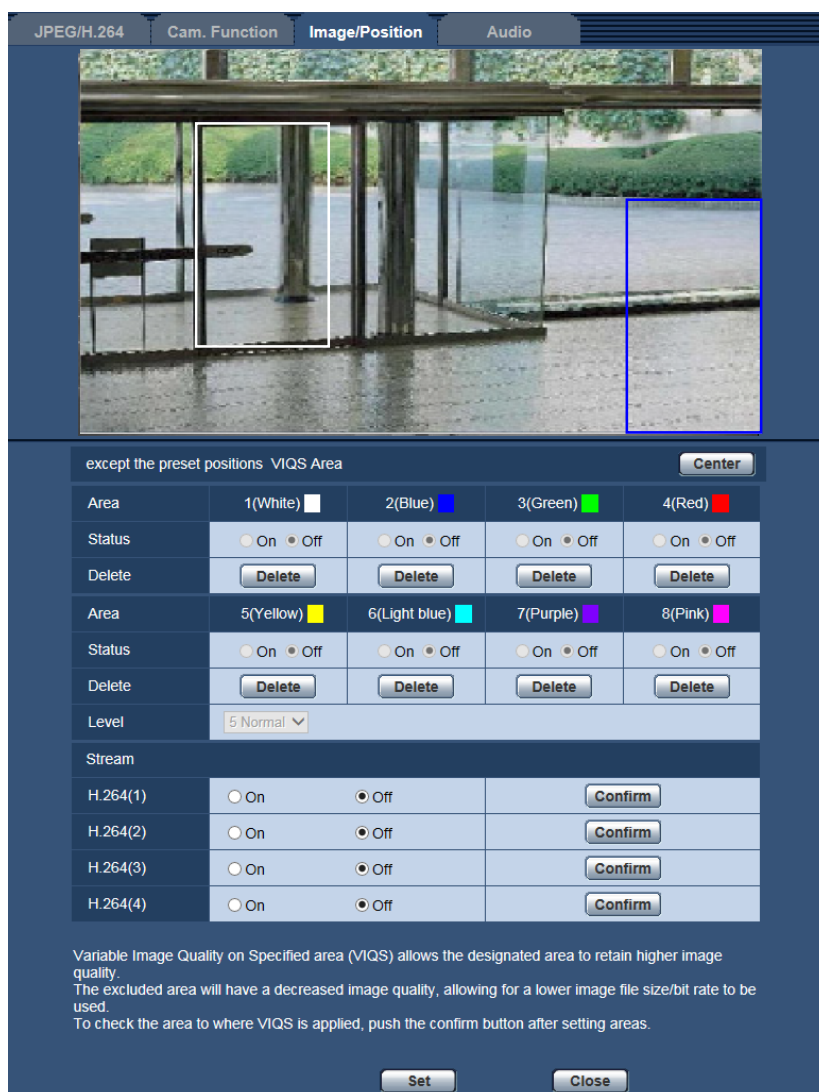 JPEG/H.264 Cam. Function Image/Position Audio
except the preset positions VIQS Area Center
Area 1(White) 2(Blue) 3(Green) 4(Red)
Status On Off On Off On Off On Off
Delete Delete Delete Delete Delete
Area 5(Yellow) 6(Light blue) 7(Purple) 8(Pink)
Status On Off On Off On Off On Off
Delete Delete Delete Delete Delete
Level 5 Normal
Stream
H.264(1) On Off Confirm
H.264(2) On Off Confirm
H.264(3) On Off Confirm
H.264(4) On Off Confirm
Variable Image Quality on Specified area (VIQS) allows the designated area to retain higher image
quality.
The excluded area will have a decreased image quality, allowing for a lower image file size/bit rate to be
used.
To check the area to where VIQS is applied, push the confirm button after setting areas.
Set Close